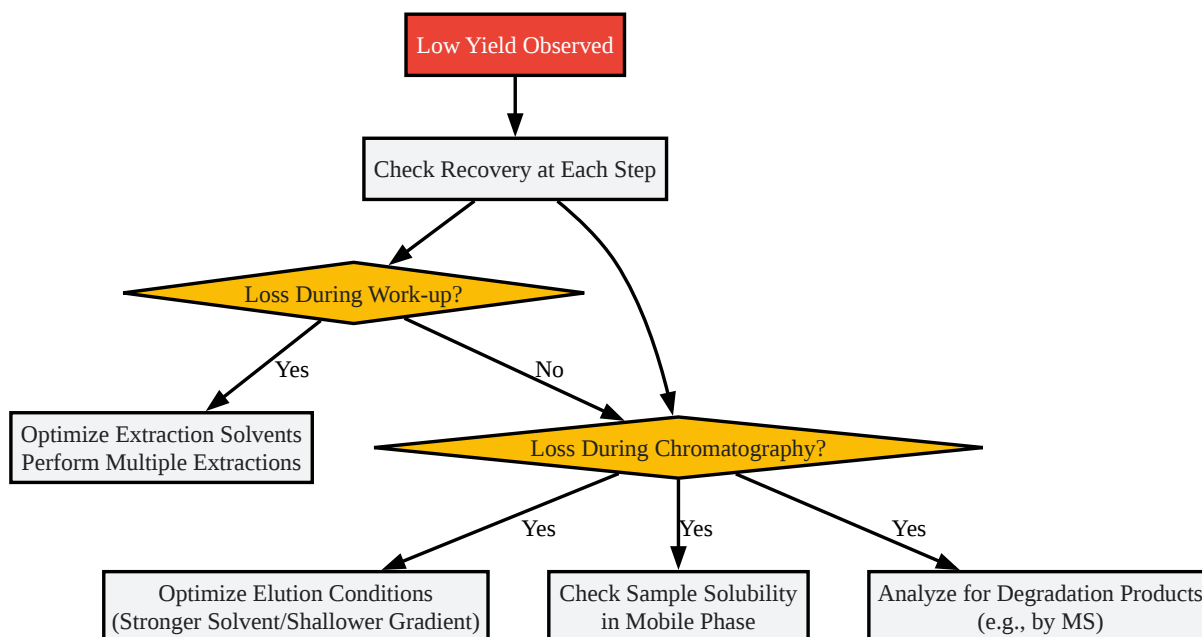 Low Yield Observed
Check Recovery at Each Step
Loss During Work-up?
Yes
No
Optimize Extraction Solvents
Perform Multiple Extractions
Loss During Chromatography?
Yes
Yes
Yes
Optimize Elution Conditions
(Stronger Solvent/Shallower Gradient)
Check Sample Solubility
in Mobile Phase
Analyze for Degradation Products
(e.g., by MS)